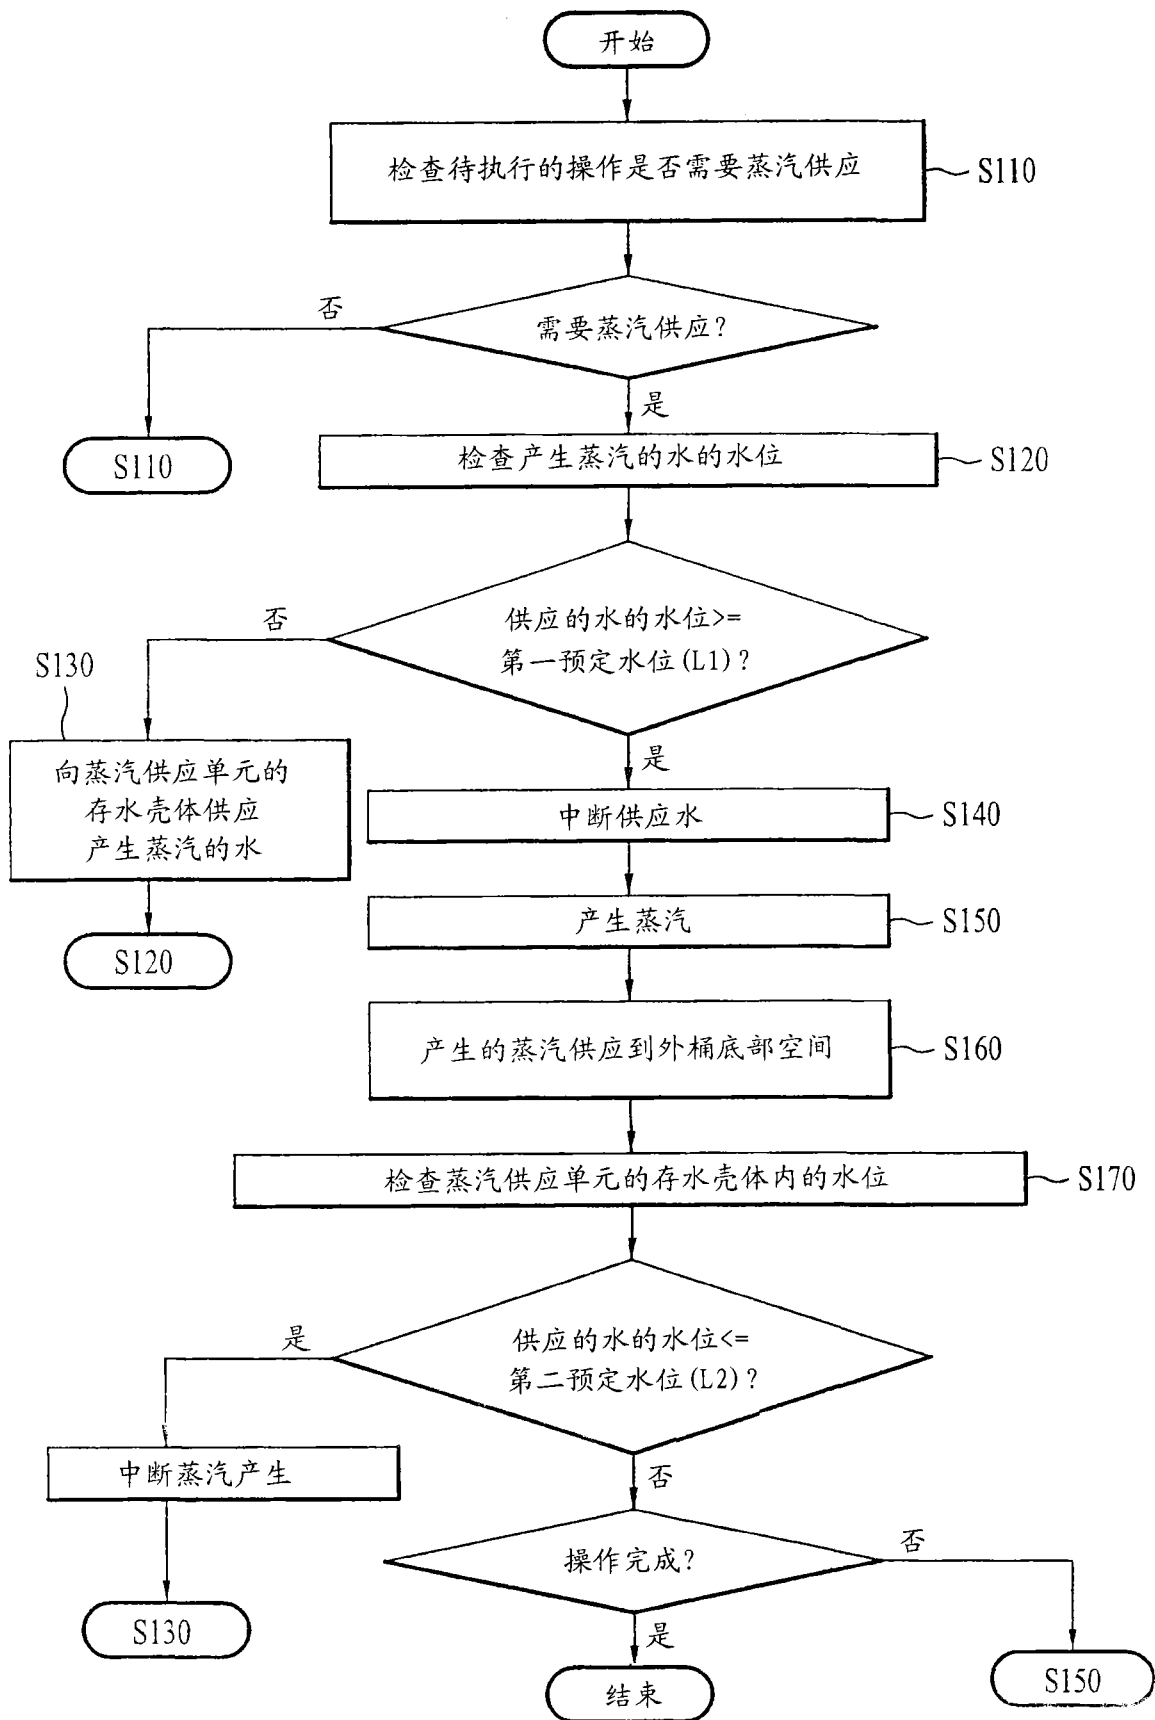 开始
检查待执行的操作是否需要蒸汽供应
S110
否
需要蒸汽供应?
是
S110
检查产生蒸汽的水的水位
S120
否
供应的水的水位>=
第一预定水位(L1)?
S130
是
向蒸汽供应单元的
存水壳体供应
产生蒸汽的水
中断供应水
S140
产生蒸汽
S150
S120
产生的蒸汽供应到外桶底部空间
S160
检查蒸汽供应单元的存水壳体内的水位
S170
是
供应的水的水位<=
第二预定水位(L2)?
中断蒸汽产生
否
操作完成?
否
S130
是
结束
S150